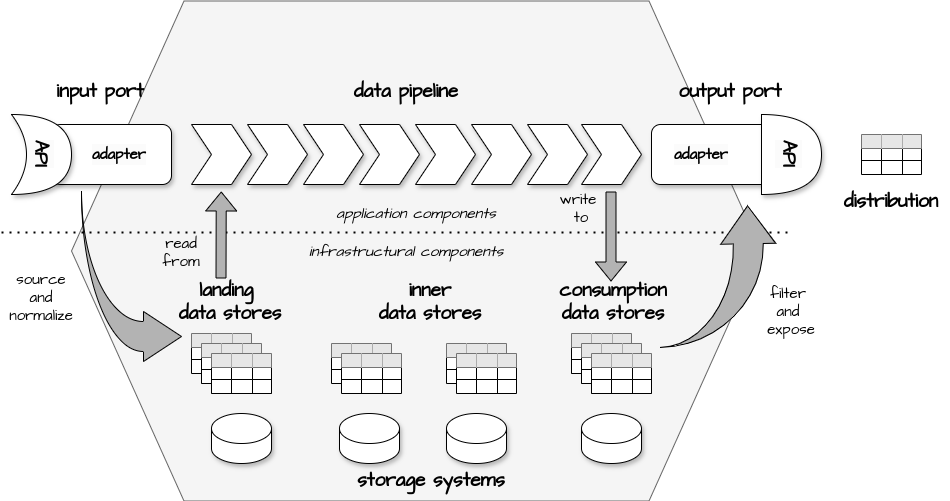 input port
data pipeline
output port
API
adapter
adapter
API
distribution
write
to
application components
read
from
infrastructural components
source
and
normalize
landing
data stores
inner
data stores
consumption
data stores
filter
and
expose
storage systems